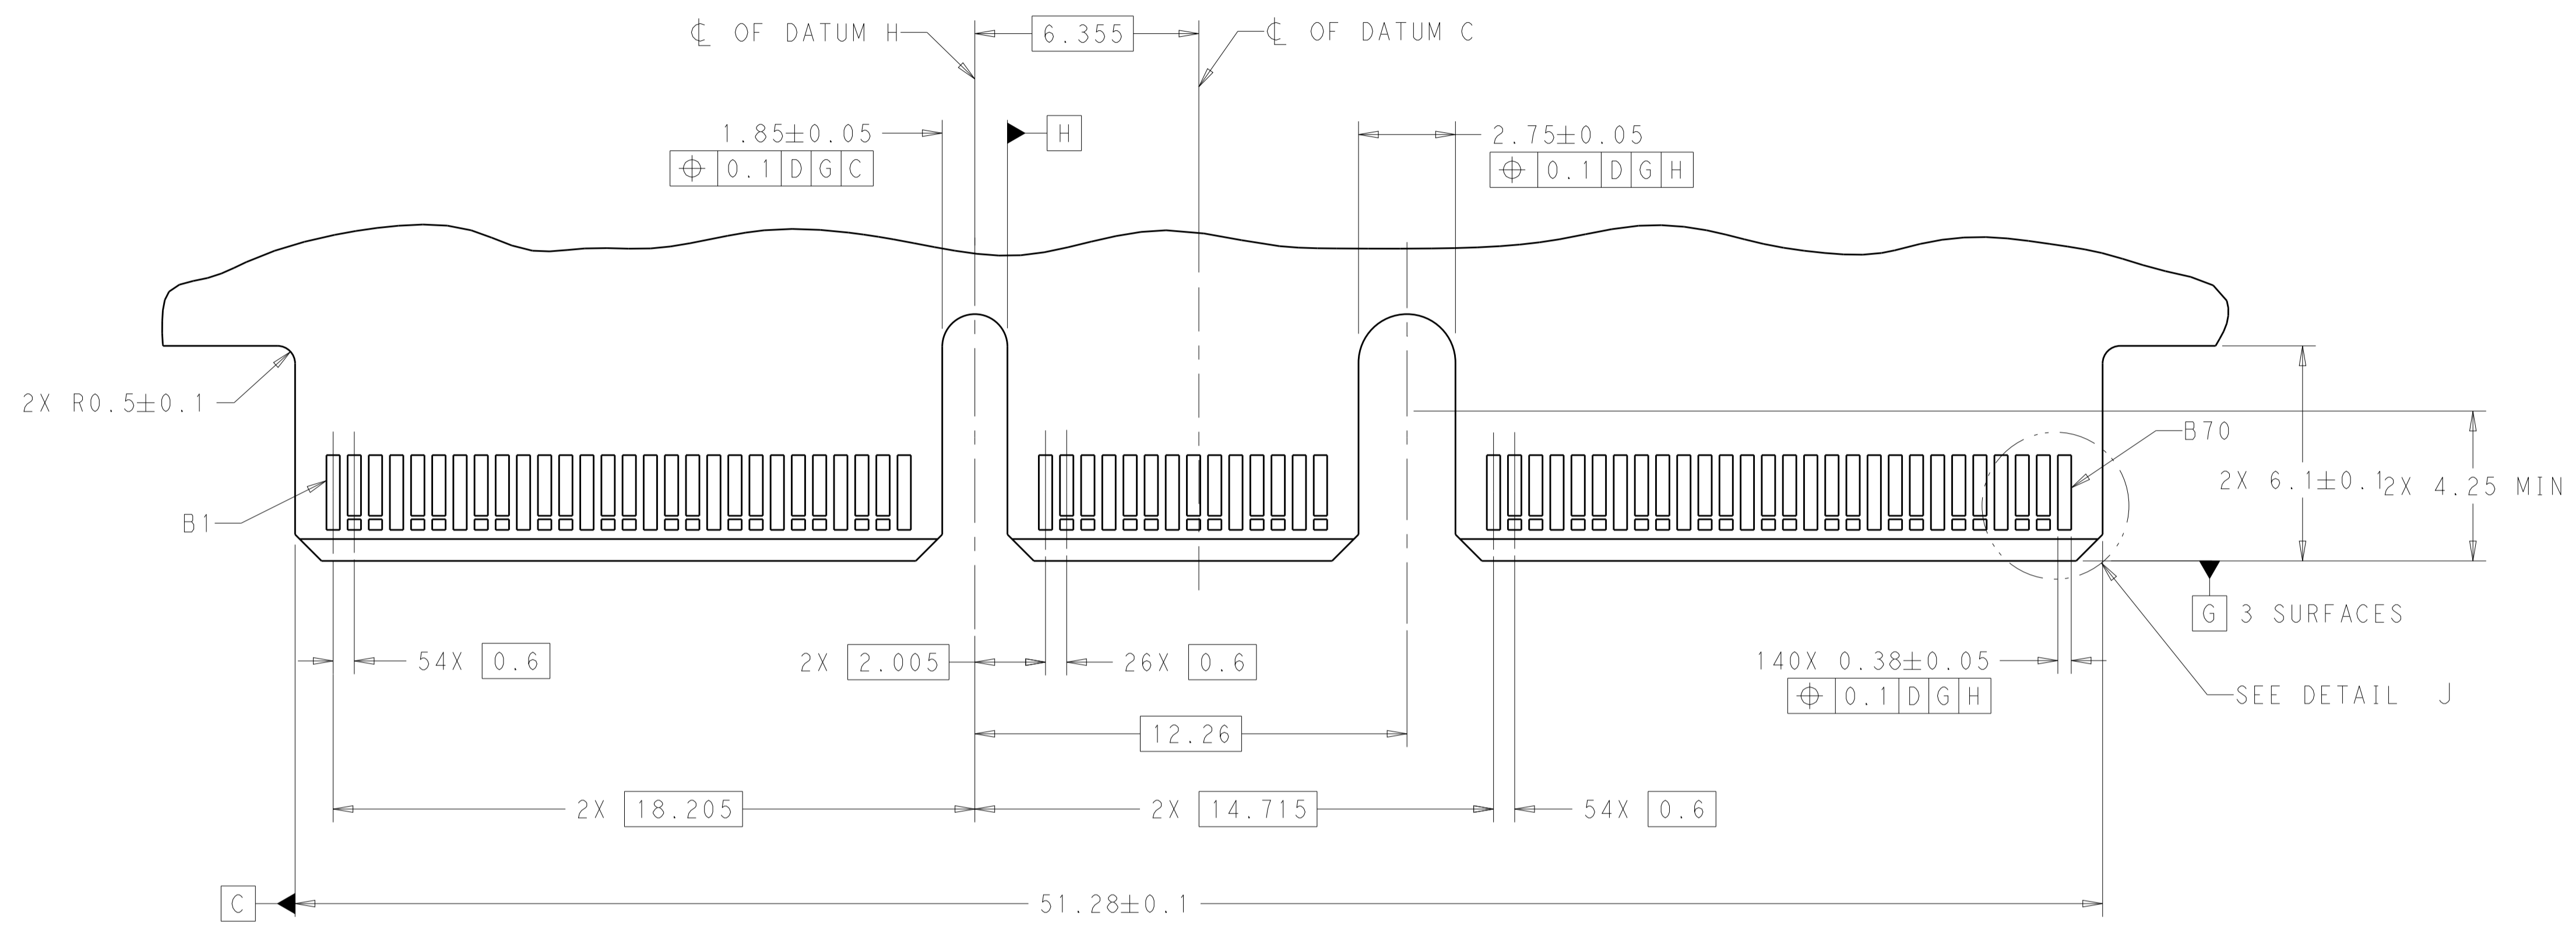 ℄ OF DATUM H
6.355
℄ OF DATUM C
1.85±0.05
⌖ 0.1 D G C
H
2.75±0.05
⌖ 0.1 D G H
2X R0.5±0.1
B1
B70
2X 6.1±0.1
2X 4.25 MIN
G 3 SURFACES
54X 0.6
2X 2.005
26X 0.6
140X 0.38±0.05
⌖ 0.1 D G H
SEE DETAIL J
12.26
2X 18.205
2X 14.715
54X 0.6
C
51.28±0.1